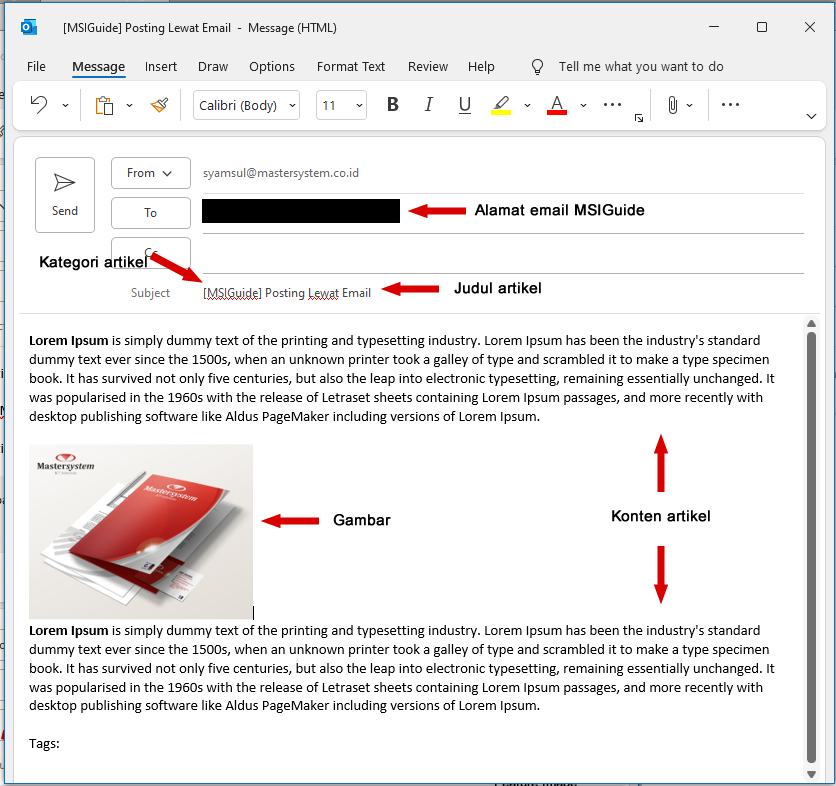 [MSIGuide] Posting Lewat Email - Message (HTML)
File Message Insert Draw Options Format Text Review Help Tell me what you want to do
Calibri (Body) 11 B I U A
From syamsul@mastersystem.co.id
Send
To Alamat email MSIGuide
Cc
Kategori artikel
Subject [MSIGuide] Posting Lewat Email Judul artikel
Lorem Ipsum is simply dummy text of the printing and typesetting industry. Lorem Ipsum has been the industry's standard
dummy text ever since the 1500s, when an unknown printer took a galley of type and scrambled it to make a type specimen
book. It has survived not only five centuries, but also the leap into electronic typesetting, remaining essentially unchanged. It
was popularised in the 1960s with the release of Letraset sheets containing Lorem Ipsum passages, and more recently with
desktop publishing software like Aldus PageMaker including versions of Lorem Ipsum.
Mastersystem
Mastersystem
Gambar
Konten artikel
Lorem Ipsum is simply dummy text of the printing and typesetting industry. Lorem Ipsum has been the industry's standard
dummy text ever since the 1500s, when an unknown printer took a galley of type and scrambled it to make a type specimen
book. It has survived not only five centuries, but also the leap into electronic typesetting, remaining essentially unchanged. It
was popularised in the 1960s with the release of Letraset sheets containing Lorem Ipsum passages, and more recently with
desktop publishing software like Aldus PageMaker including versions of Lorem Ipsum.
Tags: